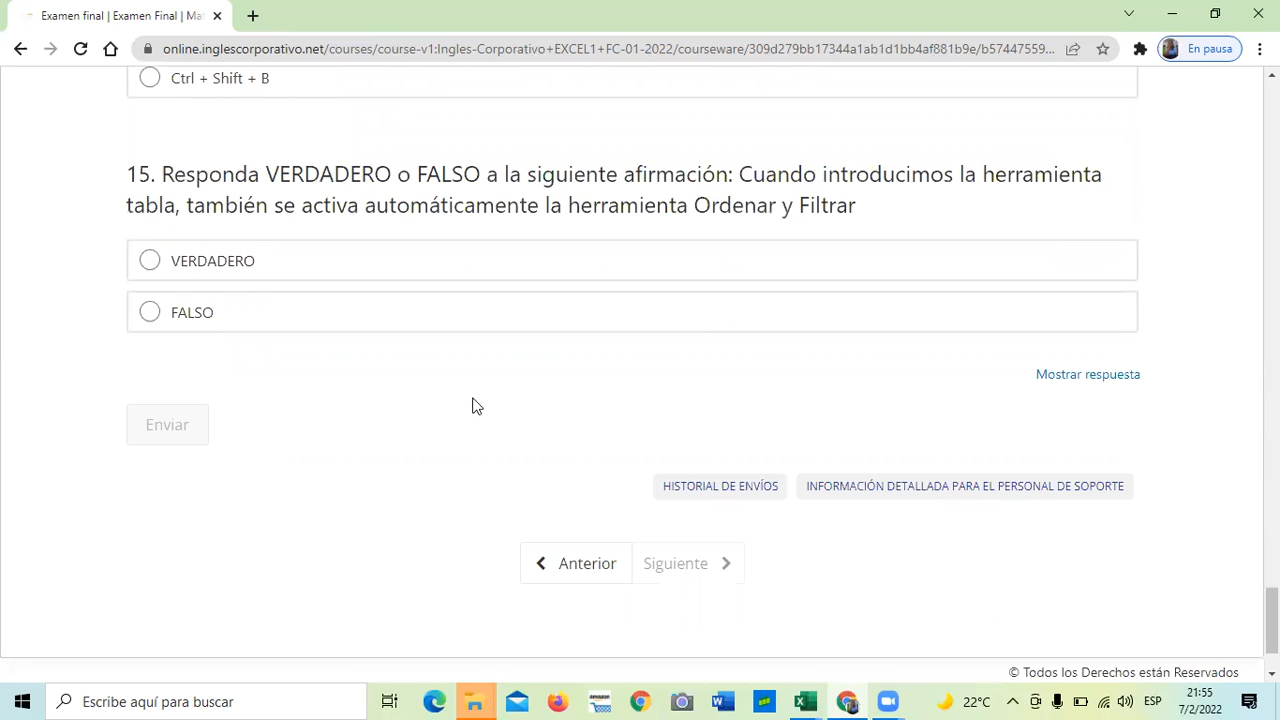 Examen final | Examen Final | Ma
online.inglescorporativo.net/courses/course-v1:Ingles-Corporativo+EXCEL1+FC-01-2022/courseware/309d279bb17344a1ab1d1bb4af881b9e/b57447559...
En pausa
Ctrl + Shift + B
15. Responda VERDADERO o FALSO a la siguiente afirmación: Cuando introducimos la herramienta
tabla, también se activa automáticamente la herramienta Ordenar y Filtrar
VERDADERO
FALSO
Mostrar respuesta
Enviar
HISTORIAL DE ENVÍOS
INFORMACIÓN DETALLADA PARA EL PERSONAL DE SOPORTE
Anterior
Siguiente
© Todos los Derechos están Reservados
Escribe aquí para buscar
amazon
22°C
ESP
21:55
7/2/2022